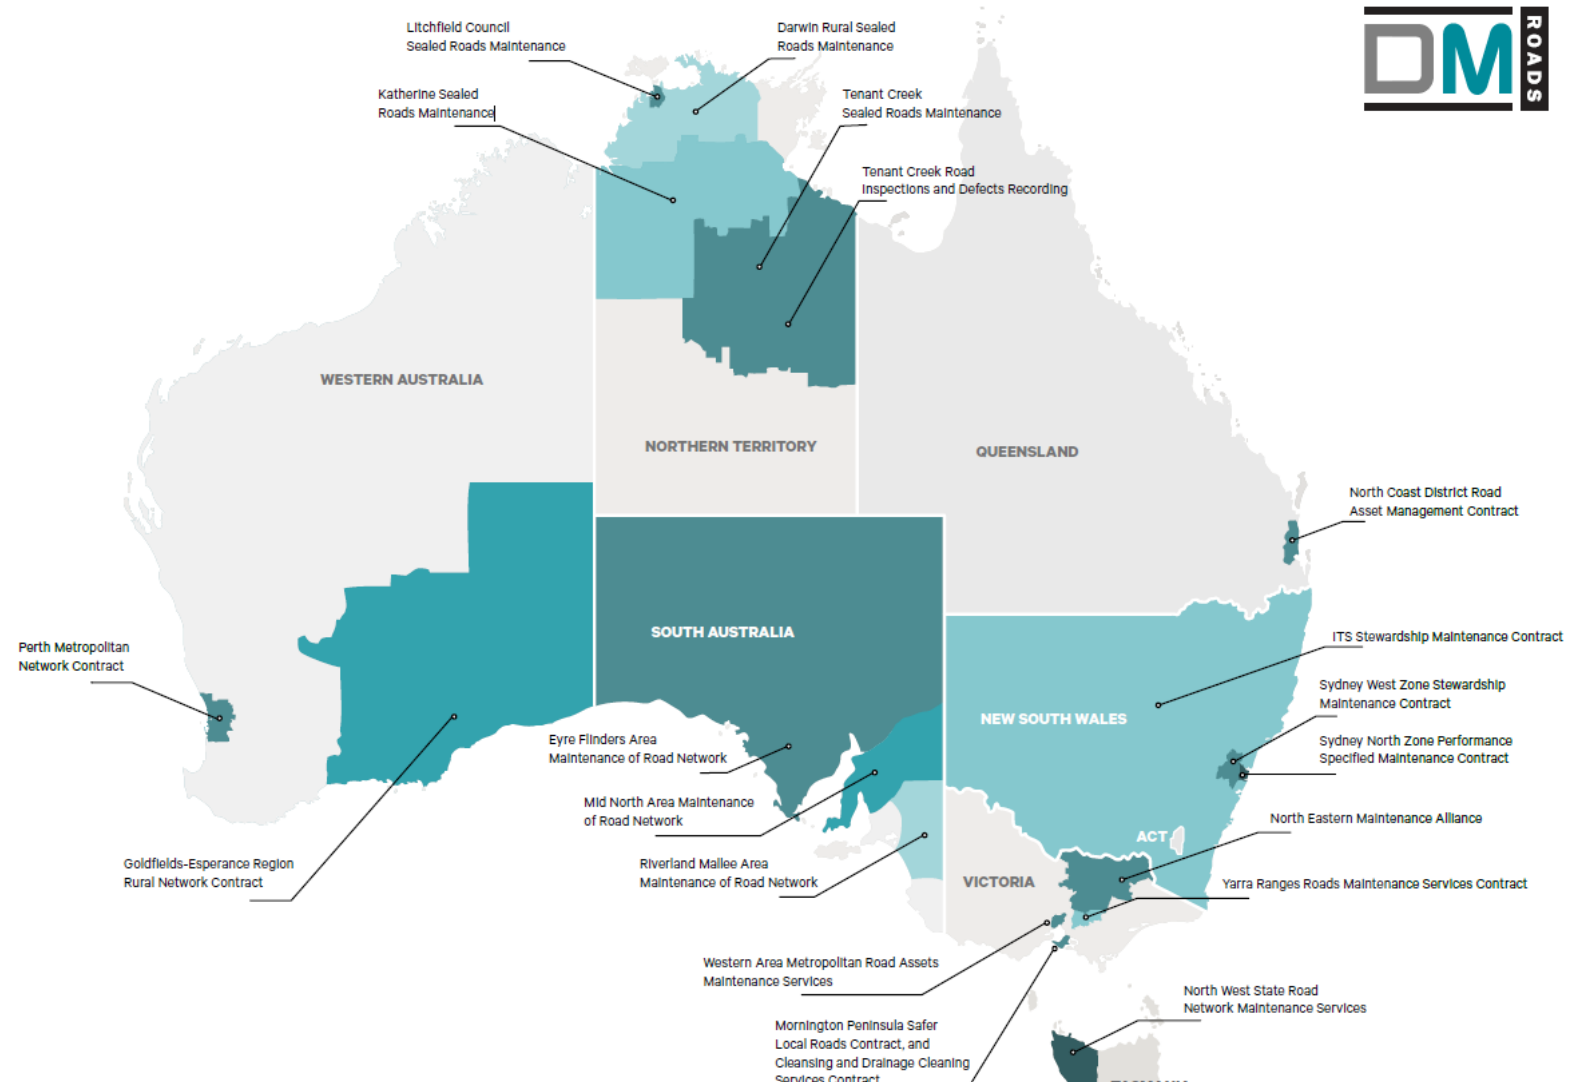 Litchfield Council
Sealed Roads Maintenance
Darwin Rural Sealed
Roads Maintenance
DM ROADS
Katherine Sealed
Roads Maintenance
Tenant Creek
Sealed Roads Maintenance
Tenant Creek Road
Inspections and Defects Recording
WESTERN AUSTRALIA
NORTHERN TERRITORY
QUEENSLAND
North Coast District Road
Asset Management Contract
SOUTH AUSTRALIA
ITS Stewardship Maintenance Contract
Perth Metropolitan
Network Contract
Sydney West Zone Stewardship
Maintenance Contract
NEW SOUTH WALES
Eyre Flinders Area
Maintenance of Road Network
Sydney North Zone Performance
Specified Maintenance Contract
Mid North Area Maintenance
of Road Network
North Eastern Maintenance Alliance
ACT
Goldfields-Esperance Region
Rural Network Contract
Riverland Mallee Area
Maintenance of Road Network
VICTORIA
Yarra Ranges Roads Maintenance Services Contract
Western Area Metropolitan Road Assets
Maintenance Services
North West State Road
Network Maintenance Services
Mornington Peninsula Safer
Local Roads Contract, and
Cleansing and Drainage Cleaning
Services Contract